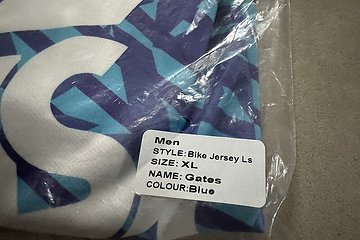 S
Men
STYLE: Bike Jersey Ls
SIZE: XL
NAME: Gates
COLOUR:Blue